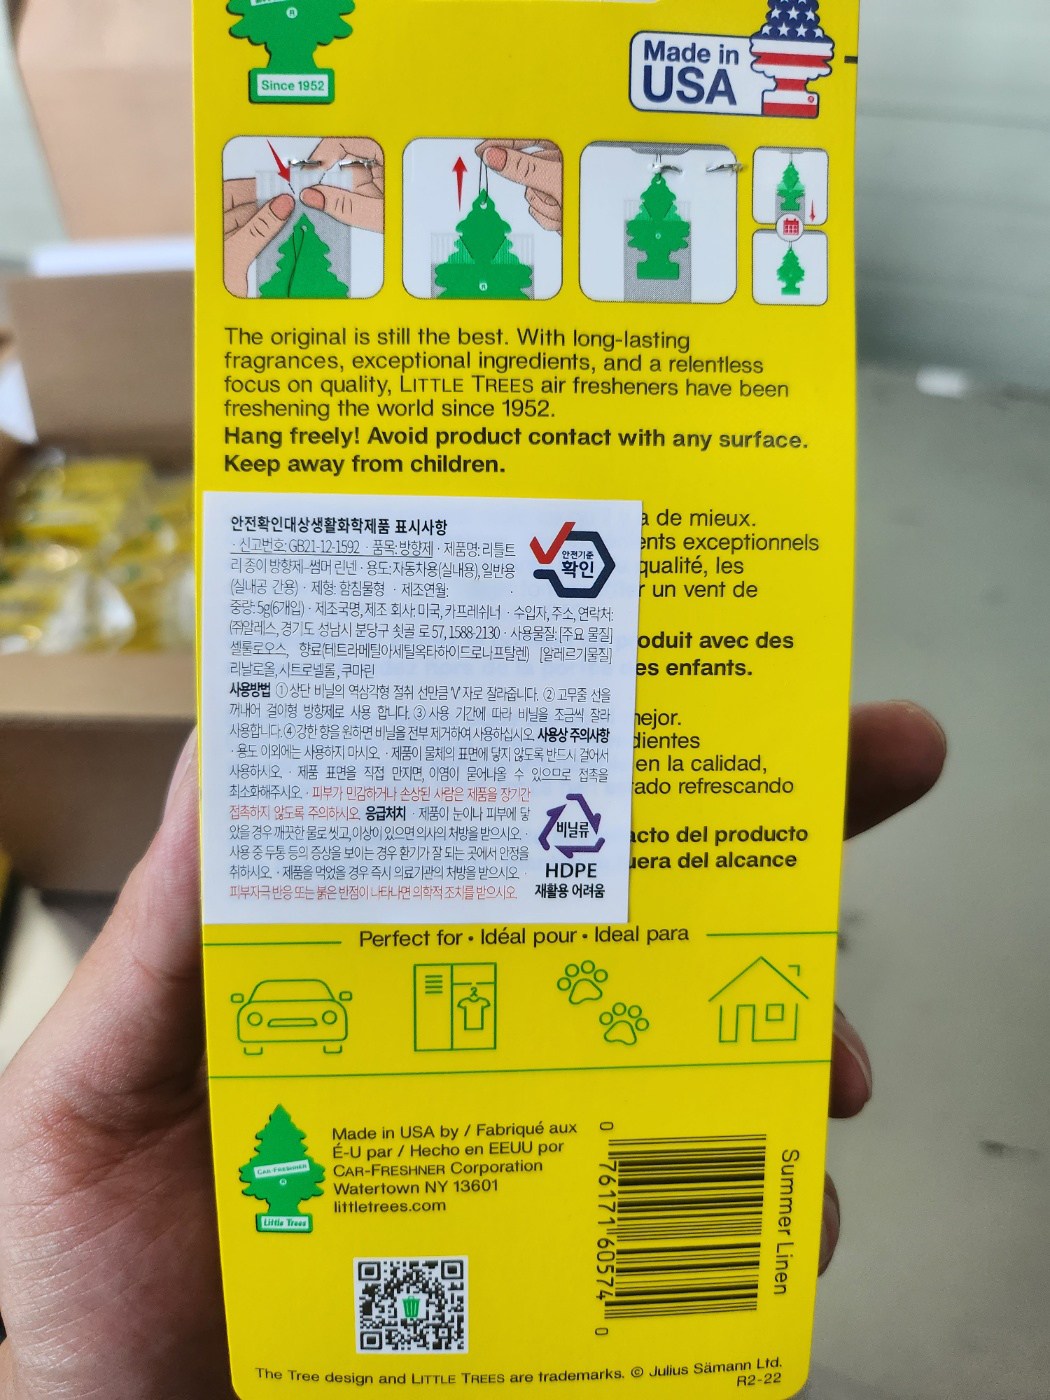 Since 1952
Made in
USA
The original is still the best. With long-lasting
fragrances, exceptional ingredients, and a relentless
focus on quality, LITTLE TREES air fresheners have been
freshening the world since 1952.
Hang freely! Avoid product contact with any surface.
Keep away from children.
안전확인대상생활화학제품 표시사항
· 신고번호: GB21-12-1592 · 품목: 방향제 · 제품명: 리틀트
리 종이 방향제-썸머 린넨 · 용도: 자동차용(실내용), 일반용
(실내공간용) · 제형: 함침물형 · 제조연월:
중량: 5g(6개입) · 제조국명, 제조 회사: 미국, 카프레쉬너 · 수입자, 주소, 연락처:
㈜알레스, 경기도 성남시 분당구 쇳골 로 57, 1588-2130 · 사용물질: [주요 물질]
셀룰로오스, 향료(테트라메틸아세틸옥타하이드로나프탈렌) [알레르기물질]
리날로올, 시트로넬롤, 쿠마린
사용방법 ① 상단 비닐의 역삼각형 절취 선만큼 'V' 자로 잘라줍니다. ② 고무줄 선을
꺼내어 걸이형 방향제로 사용 합니다. ③ 사용 기간에 따라 비닐을 조금씩 잘라
사용합니다. ④ 강한 향을 원하면 비닐을 전부 제거하여 사용하십시오. 사용상 주의사항
· 용도 이외에는 사용하지 마시오. · 제품이 물체의 표면에 닿지 않도록 반드시 걸어서
사용하시오. · 제품 표면을 직접 만지면, 이염이 묻어나올 수 있으므로 접촉을
최소화해주시오. · 피부가 민감하거나 손상된 사람은 제품을 장기간
접촉하지 않도록 주의하시오. 응급처치 · 제품이 눈이나 피부에 닿
았을 경우 깨끗한 물로 씻고, 이상이 있으면 의사의 처방을 받으시오. ·
사용 중 두통 등의 증상을 보이는 경우 환기가 잘 되는 곳에서 안정을
취하시오. · 제품을 먹었을 경우 즉시 의료기관의 처방을 받으시오. ·
피부자극 반응 또는 붉은 반점이 나타나면 의학적 조치를 받으시오.
안전기준
확인
비닐류
HDPE
재활용 어려움
de mieux.
exceptionnels
qualité, les
un vent de
avec des
enfants.
en la calidad,
refrescando
del producto
del alcance
Perfect for • Idéal pour • Ideal para
CAR-FRESHNER
Little Trees
Made in USA by / Fabriqué aux
É-U par / Hecho en EEUU por
CAR-FRESHNER Corporation
Watertown NY 13601
littletrees.com
0 76171 60574 0
Summer Linen
The Tree design and LITTLE TREES are trademarks. © Julius Sämann Ltd.
R2-22